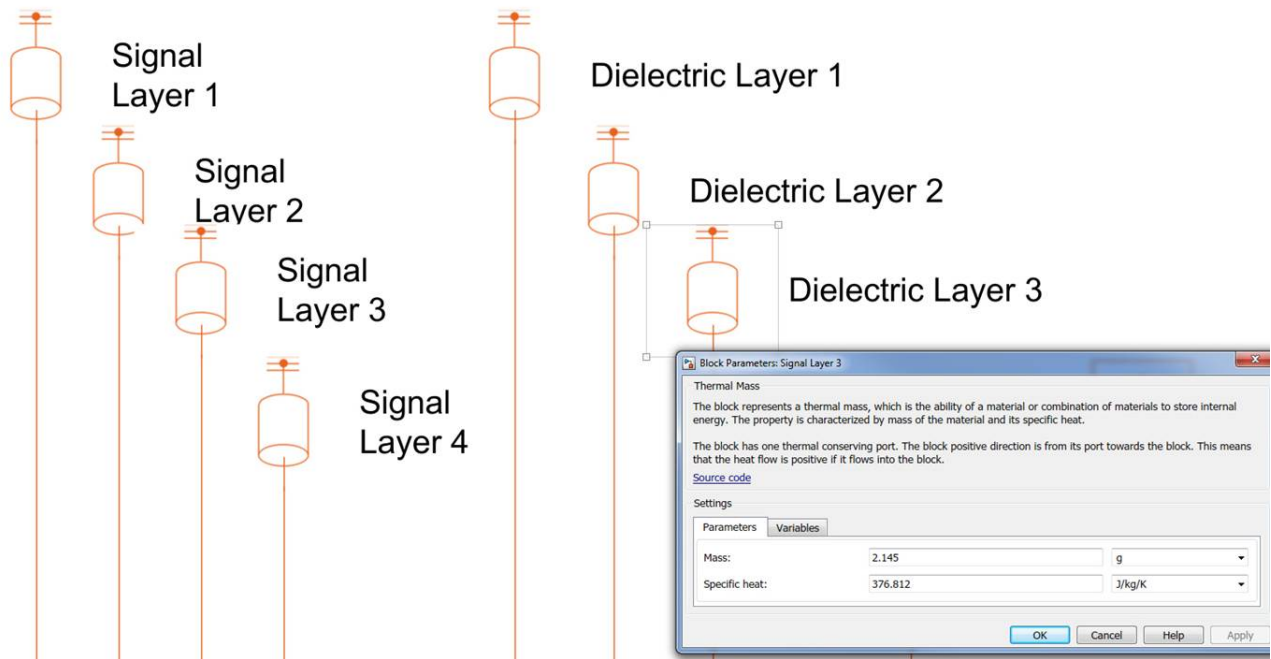 Signal
Layer 1
Signal
Layer 2
Signal
Layer 3
Signal
Layer 4
Dielectric Layer 1
Dielectric Layer 2
Dielectric Layer 3
Block Parameters: Signal Layer 3
Thermal Mass
The block represents a thermal mass, which is the ability of a material or combination of materials to store internal
energy. The property is characterized by mass of the material and its specific heat.
The block has one thermal conserving port. The block positive direction is from its port towards the block. This means
that the heat flow is positive if it flows into the block.
Source code
Settings
Parameters Variables
Mass: 2.145 g
Specific heat: 376.812 J/kg/K
OK Cancel Help Apply